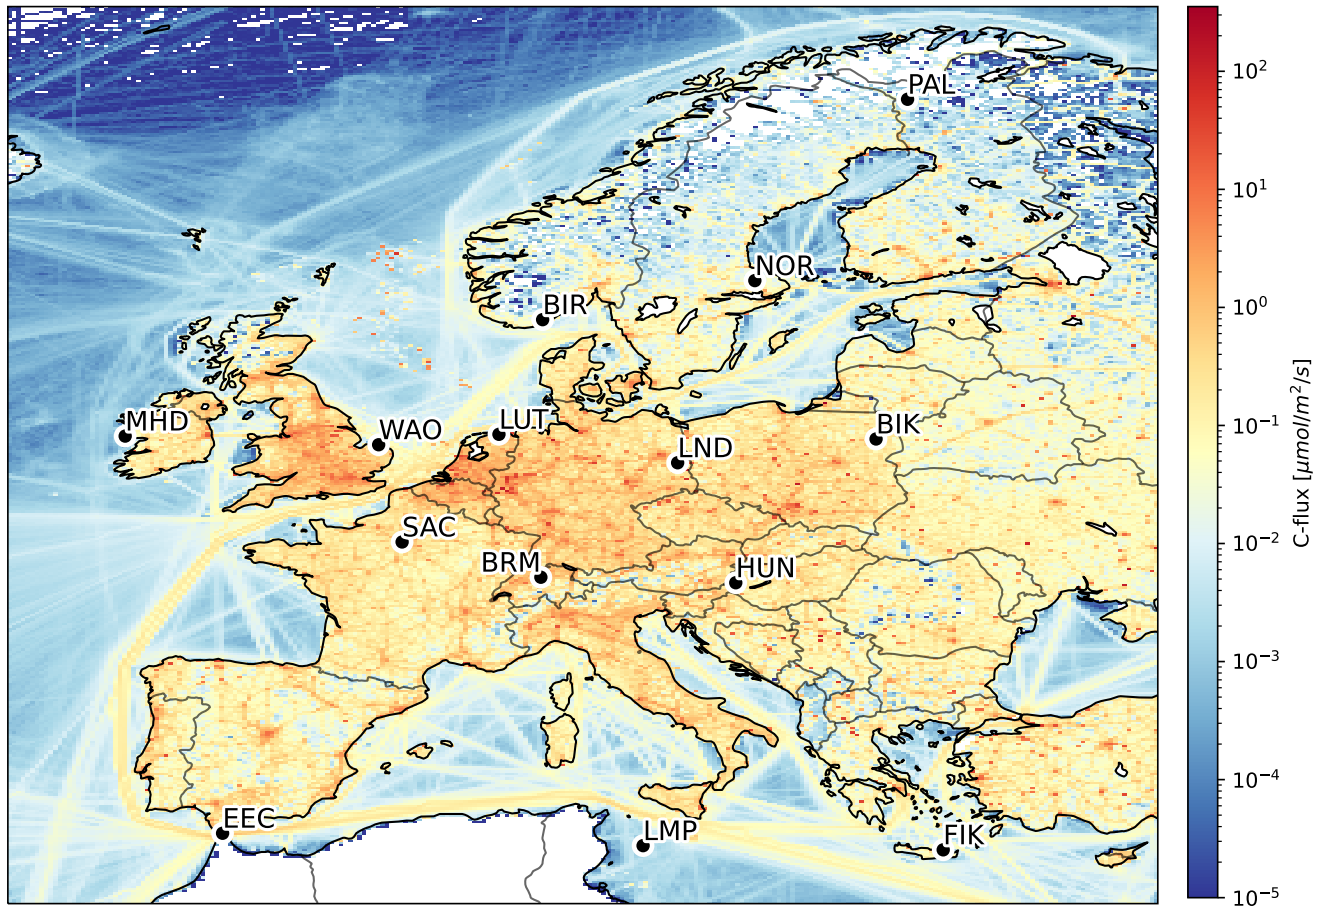 PAL
NOR
BIR
MHD
WAO
LUT
BIK
LND
SAC
BRM
HUN
EEC
LMP
FIK
10²
10¹
10⁰
10⁻¹
10⁻²
10⁻³
10⁻⁴
10⁻⁵
C-flux [μmol/m²/s]